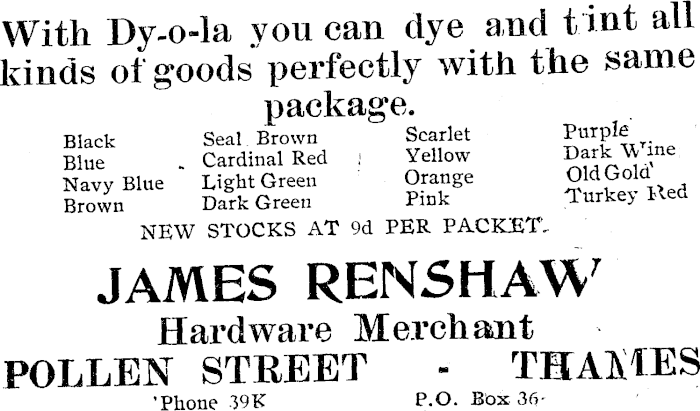 With Dy-o-la you can dye and tint all
kinds of goods perfectly with the same
package.
Black Seal Brown Scarlet Purple
Blue Cardinal Red Yellow Dark Wine
Navy Blue Light Green Orange Old Gold
Brown Dark Green Pink Turkey Red
NEW STOCKS AT 9d PER PACKET.
JAMES RENSHAW
Hardware Merchant
POLLEN STREET - THAMES
'Phone 39K P.O. Box 36